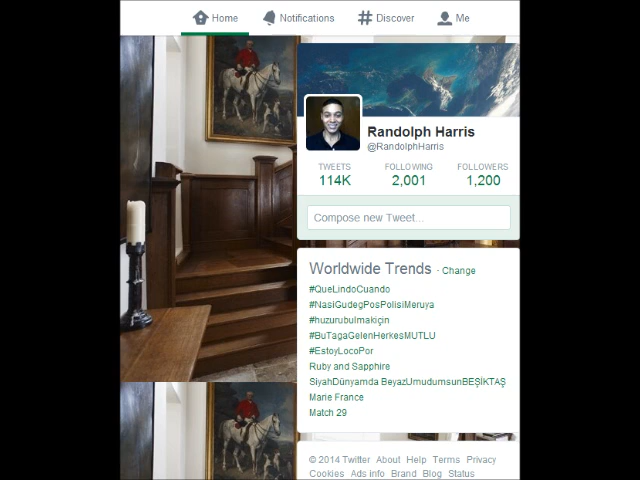 Home Notifications Discover Me
Randolph Harris
@RandolphHarris
TWEETS FOLLOWING FOLLOWERS
114K 2,001 1,200
Compose new Tweet...
Worldwide Trends · Change
#QueLindoCuando
#NasiGudegPosPolisiMeruya
#huzurubulmakiçin
#BuTagaGelenHerkesMUTLU
#EstoyLocoPor
Ruby and Sapphire
SiyahDünyamda BeyazUmudumsunBEŞİKTAŞ
Marie France
Match 29
© 2014 Twitter About Help Terms Privacy
Cookies Ads info Brand Blog Status